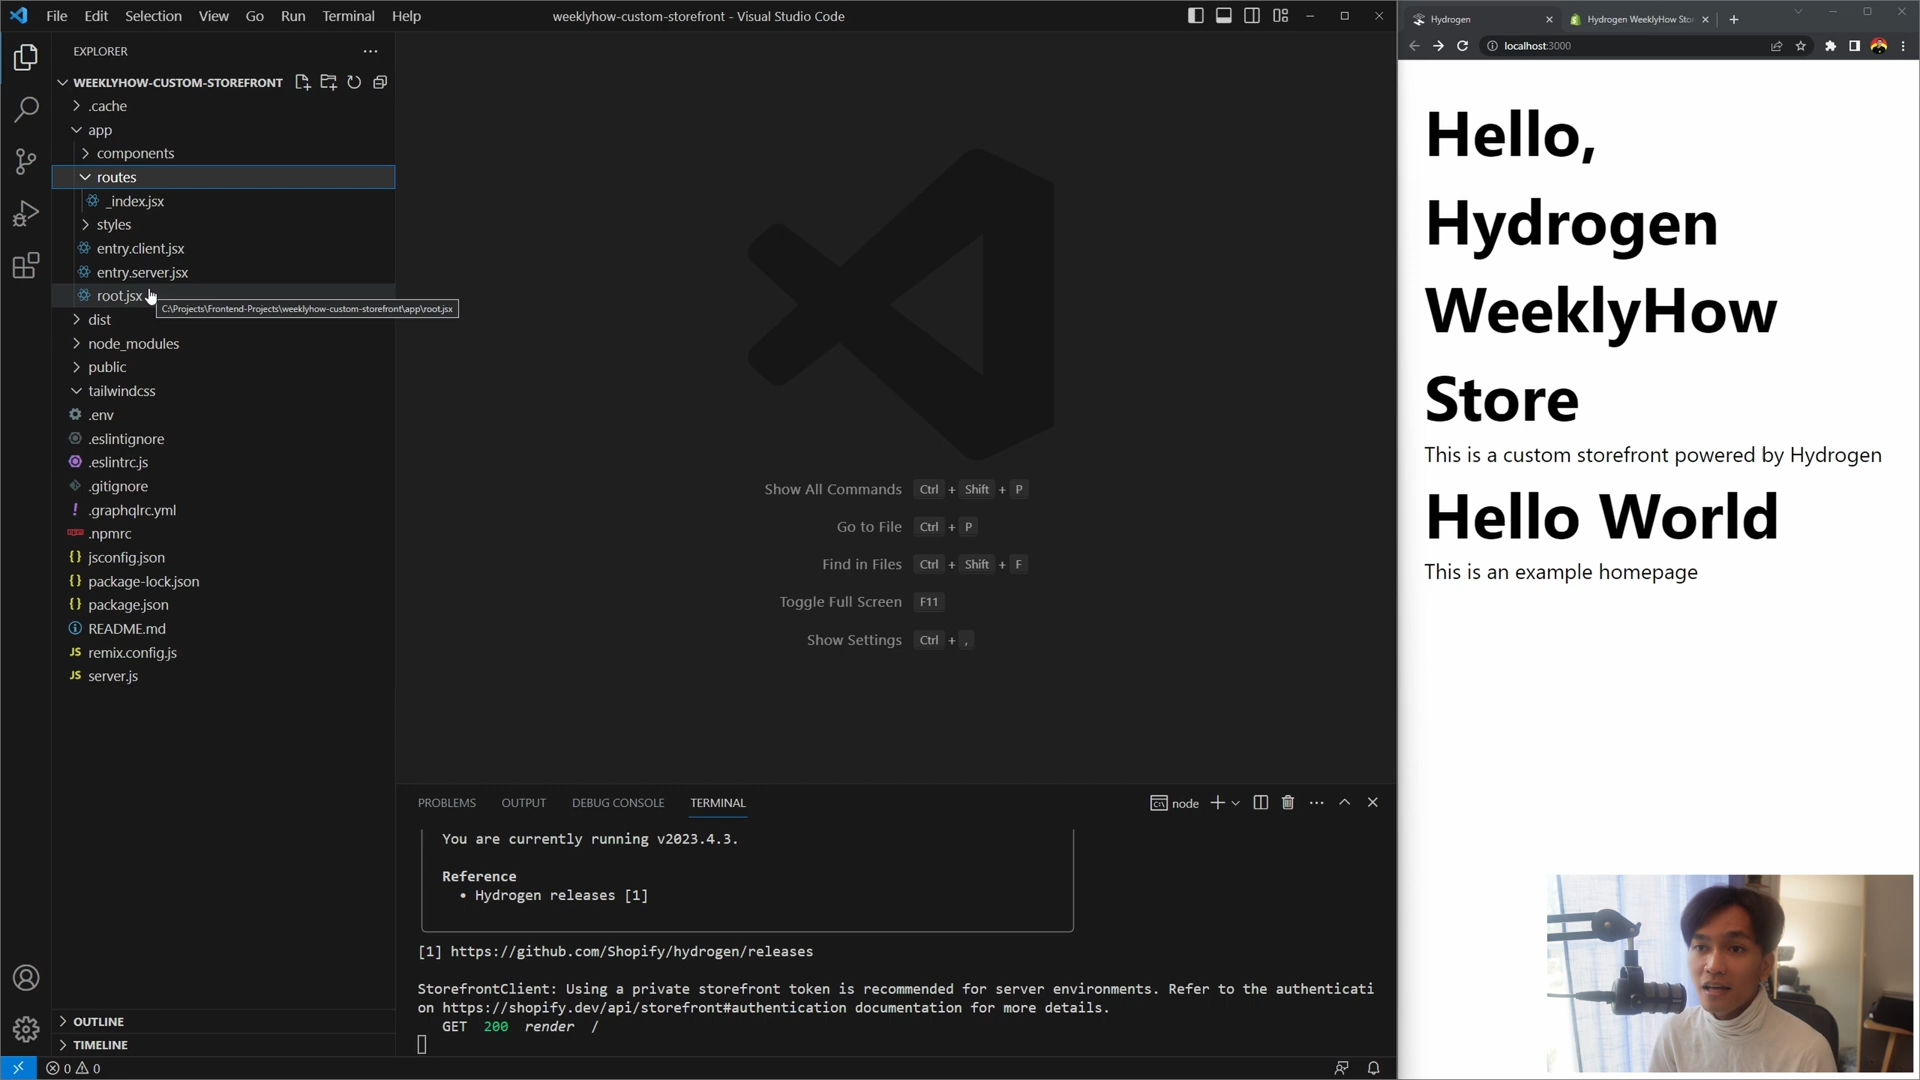 File Edit Selection View Go Run Terminal Help
weeklyhow-custom-storefront - Visual Studio Code
EXPLORER
WEEKLYHOW-CUSTOM-STOREFRONT
.cache
app
components
routes
_index.jsx
styles
entry.client.jsx
entry.server.jsx
root.jsx
C:\Projects\Frontend-Projects\weeklyhow-custom-storefront\app\root.jsx
dist
node_modules
public
tailwindcss
.env
.eslintignore
.eslintrc.js
.gitignore
.graphqlrc.yml
.npmrc
jsconfig.json
package-lock.json
package.json
README.md
remix.config.js
server.js
OUTLINE
TIMELINE
0 0
Show All Commands Ctrl + Shift + P
Go to File Ctrl + P
Find in Files Ctrl + Shift + F
Toggle Full Screen F11
Show Settings Ctrl + ,
PROBLEMS OUTPUT DEBUG CONSOLE TERMINAL
node
You are currently running v2023.4.3.
Reference
• Hydrogen releases [1]
[1] https://github.com/Shopify/hydrogen/releases
StorefrontClient: Using a private storefront token is recommended for server environments. Refer to the authenticati
on https://shopify.dev/api/storefront#authentication documentation for more details.
GET 200 render /
Hydrogen
Hydrogen WeeklyHow Sto
localhost:3000
Hello,
Hydrogen
WeeklyHow
Store
This is a custom storefront powered by Hydrogen
Hello World
This is an example homepage